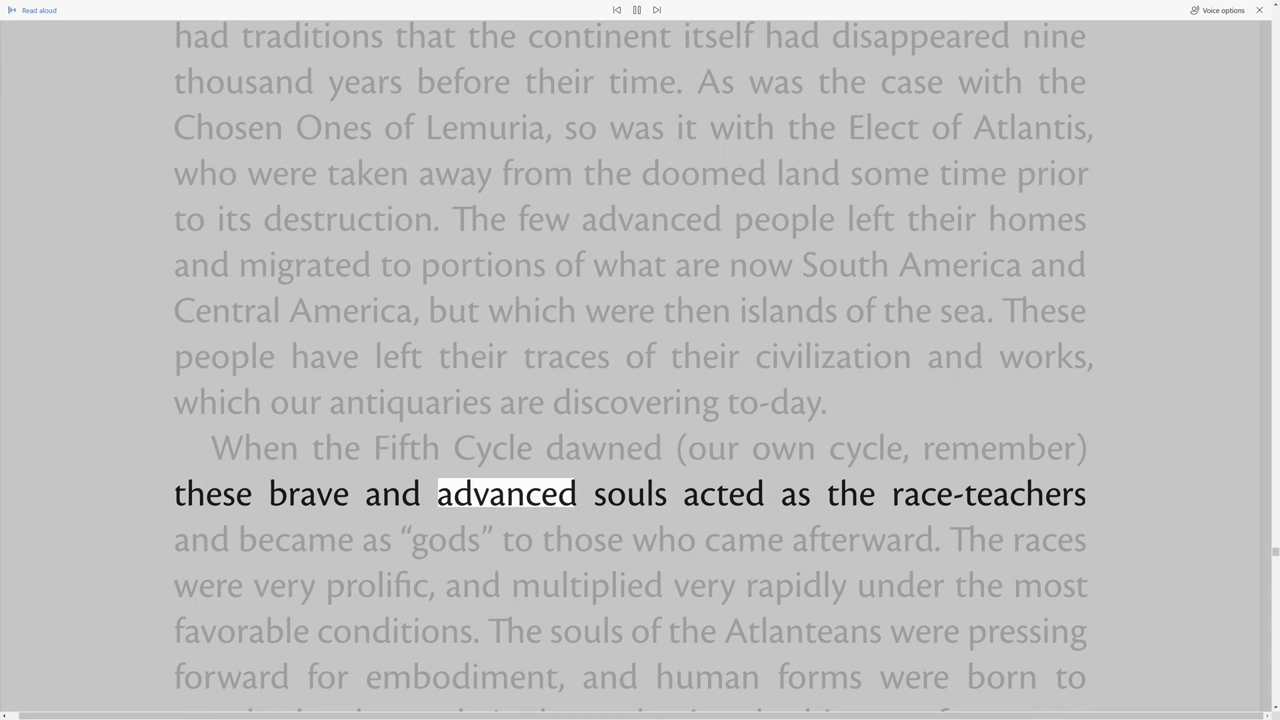 Read aloud
Voice options
had traditions that the continent itself had disappeared nine
thousand years before their time. As was the case with the
Chosen Ones of Lemuria, so was it with the Elect of Atlantis,
who were taken away from the doomed land some time prior
to its destruction. The few advanced people left their homes
and migrated to portions of what are now South America and
Central America, but which were then islands of the sea. These
people have left their traces of their civilization and works,
which our antiquaries are discovering to-day.
When the Fifth Cycle dawned (our own cycle, remember)
these brave and advanced souls acted as the race-teachers
and became as “gods” to those who came afterward. The races
were very prolific, and multiplied very rapidly under the most
favorable conditions. The souls of the Atlanteans were pressing
forward for embodiment, and human forms were born to